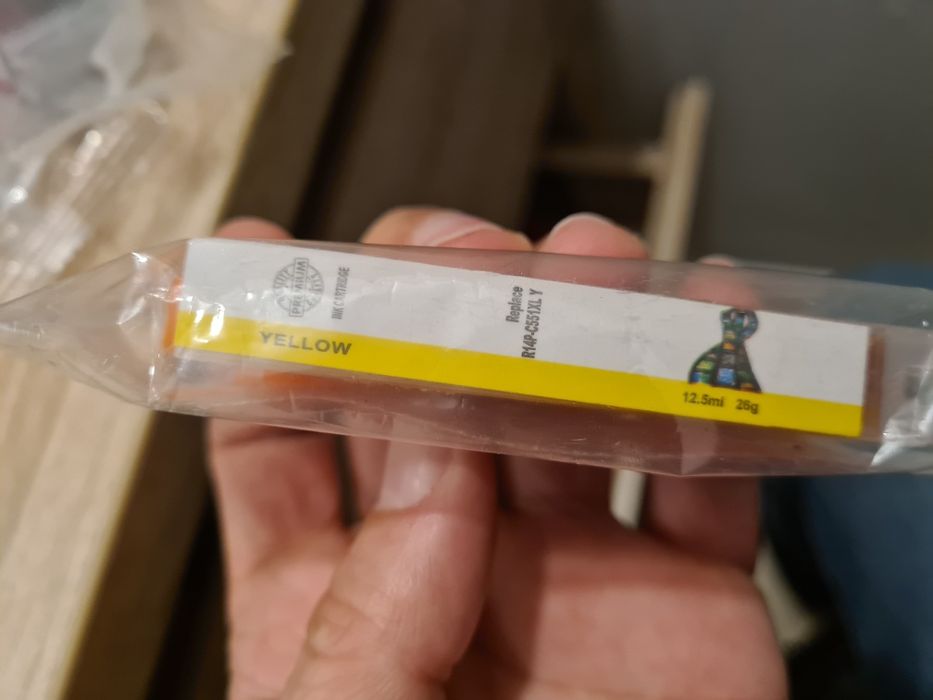 PREMIUM
INK CARTRIDGE
YELLOW
Replace
R14P-C551XL Y
12.5ml 26g